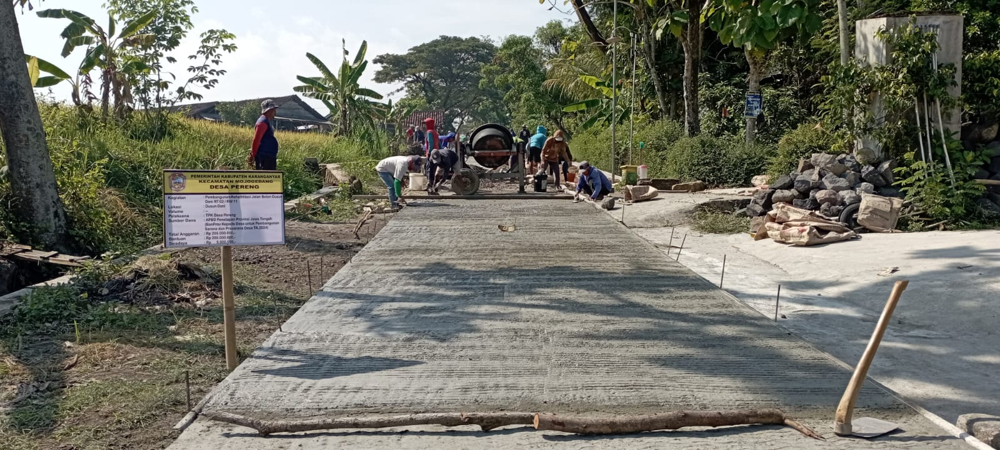 PEMERINTAH KABUPATEN KARANGANYAR
KECAMATAN MOJOGEDANG
DESA PERENG
Kegiatan : Pembangunan Rehabilitasi Jalan Beton Dusun
Dani RT:02 / RW:11
Lokasi : Dusun Dani
Volume : --
Pelaksana : TPK Desa Pereng
Sumber Dana : APBD Penetapan Provinsi Jawa Tengah
(BanProv Kepada Desa untuk Pembangunan
Sarana dan Prasarana Desa TA.2024)
Total Anggaran : Rp 205.000.000,-
Bantuan : Rp 200.000.000,-
Swadaya : Rp 5.000.000,-